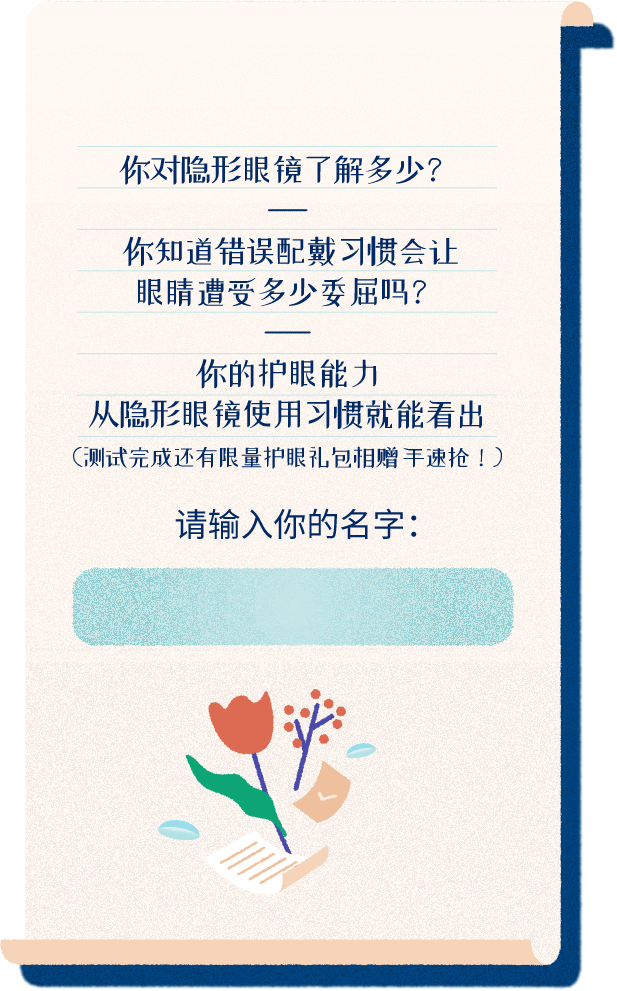 你对隐形眼镜了解多少?
你知道错误配戴习惯会让
眼睛遭受多少委屈吗?
你的护眼能力
从隐形眼镜使用习惯就能看出
(测试完成还有限量护眼礼包相赠 手速抢!)
请输入你的名字: